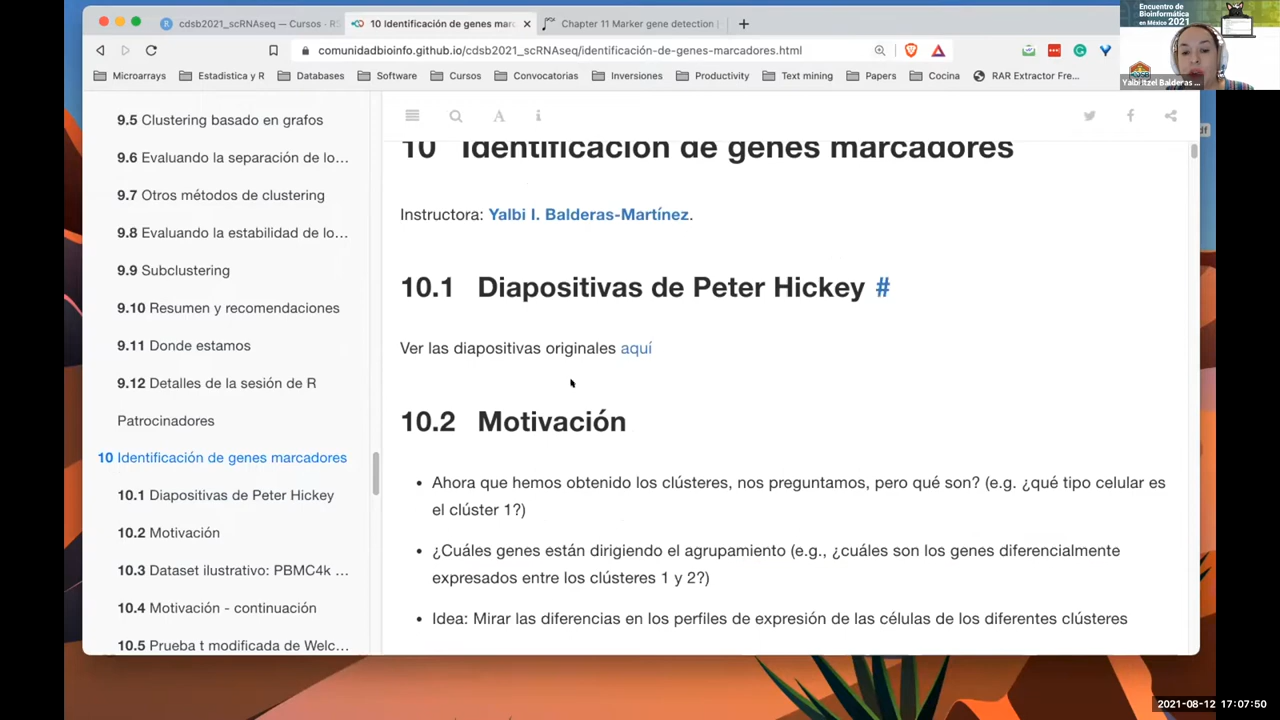 cdsb2021_scRNAseq — Cursos - R
10 Identificación de genes marc
Chapter 11 Marker gene detection
comunidadbioinfo.github.io/cdsb2021_scRNAseq/identificación-de-genes-marcadores.html
Microarrays
Estadistica y R
Databases
Software
Cursos
Convocatorias
Inversiones
Productivity
Text mining
Papers
Cocina
RAR Extractor Fre...
Encuentro de
Bioinformática
en México 2021
Yalbi Itzel Balderas ...
9.5 Clustering basado en grafos
9.6 Evaluando la separación de lo...
9.7 Otros métodos de clustering
9.8 Evaluando la estabilidad de lo...
9.9 Subclustering
9.10 Resumen y recomendaciones
9.11 Donde estamos
9.12 Detalles de la sesión de R
Patrocinadores
10 Identificación de genes marcadores
10.1 Diapositivas de Peter Hickey
10.2 Motivación
10.3 Dataset ilustrativo: PBMC4k ...
10.4 Motivación - continuación
10.5 Prueba t modificada de Welc...
10 Identificación de genes marcadores
Instructora: Yalbi I. Balderas-Martínez.
10.1 Diapositivas de Peter Hickey #
Ver las diapositivas originales aquí
10.2 Motivación
• Ahora que hemos obtenido los clústeres, nos preguntamos, pero qué son? (e.g. ¿qué tipo celular es
el clúster 1?)
• ¿Cuáles genes están dirigiendo el agrupamiento (e.g., ¿cuáles son los genes diferencialmente
expresados entre los clústeres 1 y 2?)
• Idea: Mirar las diferencias en los perfiles de expresión de las células de los diferentes clústeres
2021-08-12 17:07:50